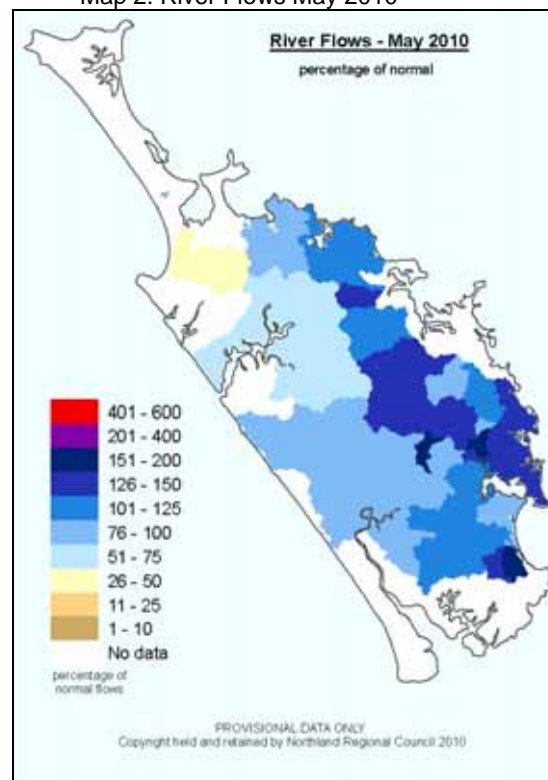 Map 2: River Flows May 2010
River Flows - May 2010
percentage of normal
401 - 600
201 - 400
151 - 200
126 - 150
101 - 125
76 - 100
51 - 75
26 - 50
11 - 25
1 - 10
No data
percentage of
normal flows
PROVISIONAL DATA ONLY
Copyright held and retained by Northland Regional Council 2010